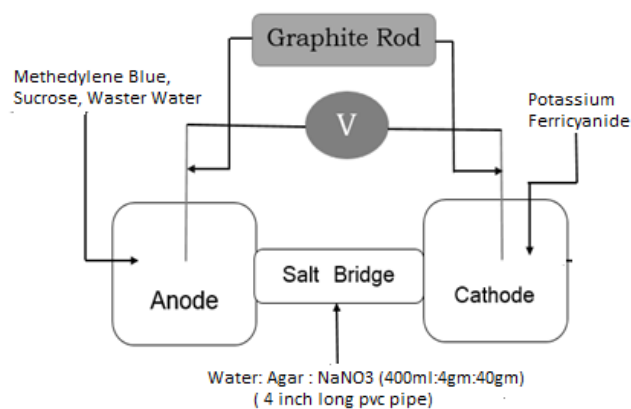 Graphite Rod
Methedylene Blue,
Sucrose, Waster Water
Potassium
Ferricyanide
V
Anode
Salt Bridge
Cathode
Water: Agar : NaNO3 (400ml:4gm:40gm)
( 4 inch long pvc pipe)